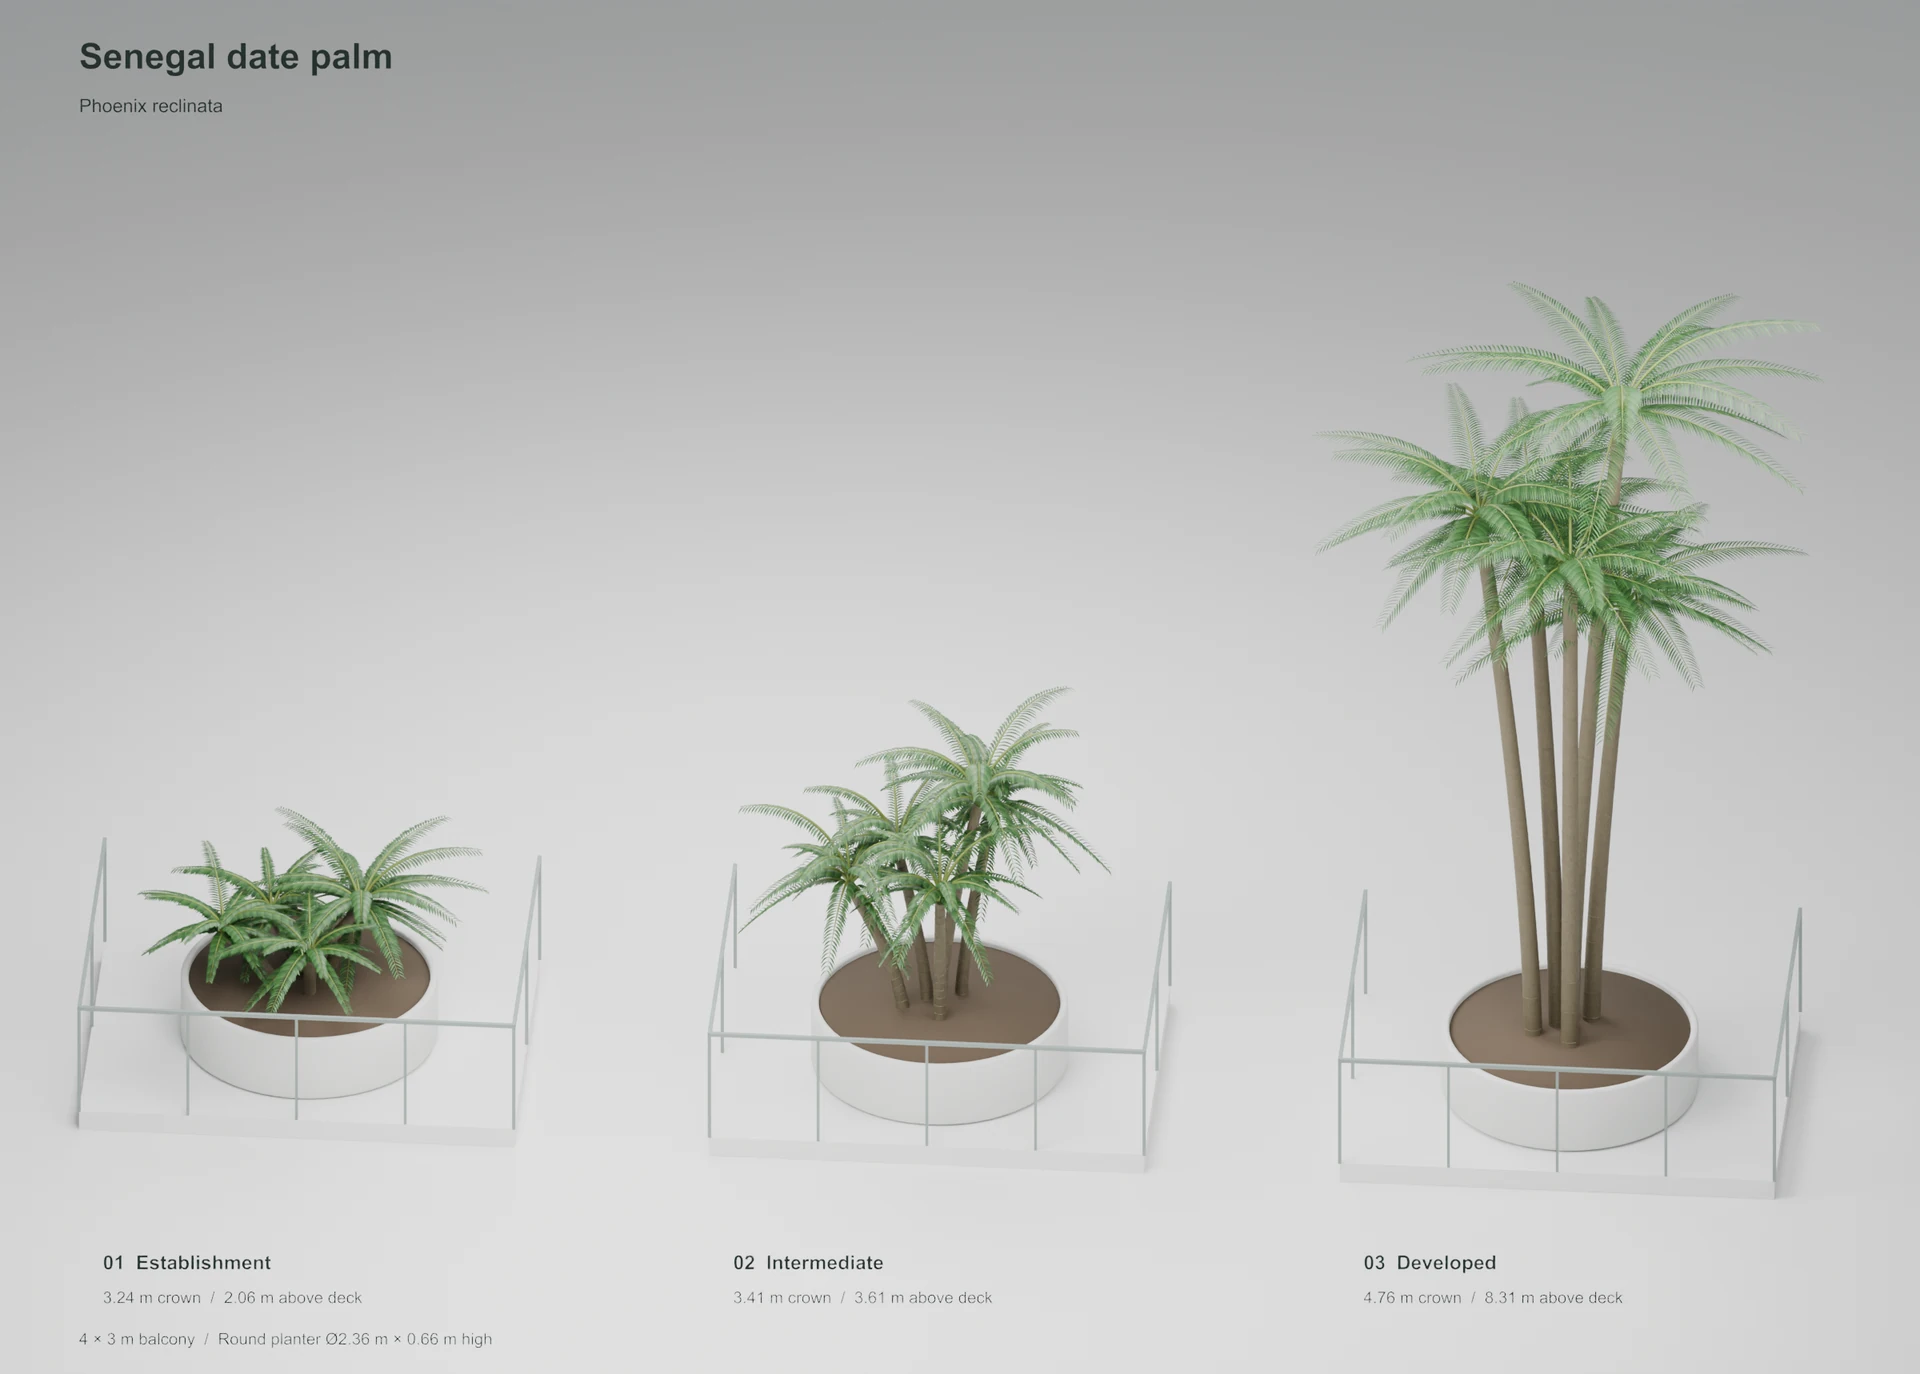 Senegal date palm
Phoenix reclinata
01 Establishment
3.24 m crown / 2.06 m above deck
02 Intermediate
3.41 m crown / 3.61 m above deck
03 Developed
4.76 m crown / 8.31 m above deck
4 × 3 m balcony / Round planter Ø2.36 m × 0.66 m high